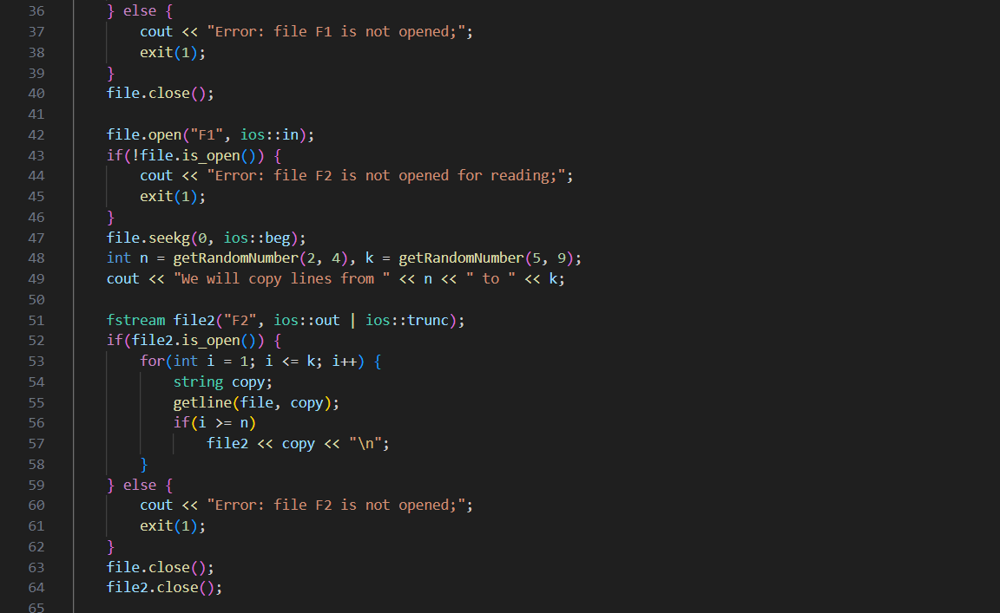 36 } else {
37 cout << "Error: file F1 is not opened;";
38 exit(1);
39 }
40 file.close();
41
42 file.open("F1", ios::in);
43 if(!file.is_open()) {
44 cout << "Error: file F2 is not opened for reading;";
45 exit(1);
46 }
47 file.seekg(0, ios::beg);
48 int n = getRandomNumber(2, 4), k = getRandomNumber(5, 9);
49 cout << "We will copy lines from " << n << " to " << k;
50
51 fstream file2("F2", ios::out | ios::trunc);
52 if(file2.is_open()) {
53 for(int i = 1; i <= k; i++) {
54 string copy;
55 getline(file, copy);
56 if(i >= n)
57 file2 << copy << "\n";
58 }
59 } else {
60 cout << "Error: file F2 is not opened;";
61 exit(1);
62 }
63 file.close();
64 file2.close();
65